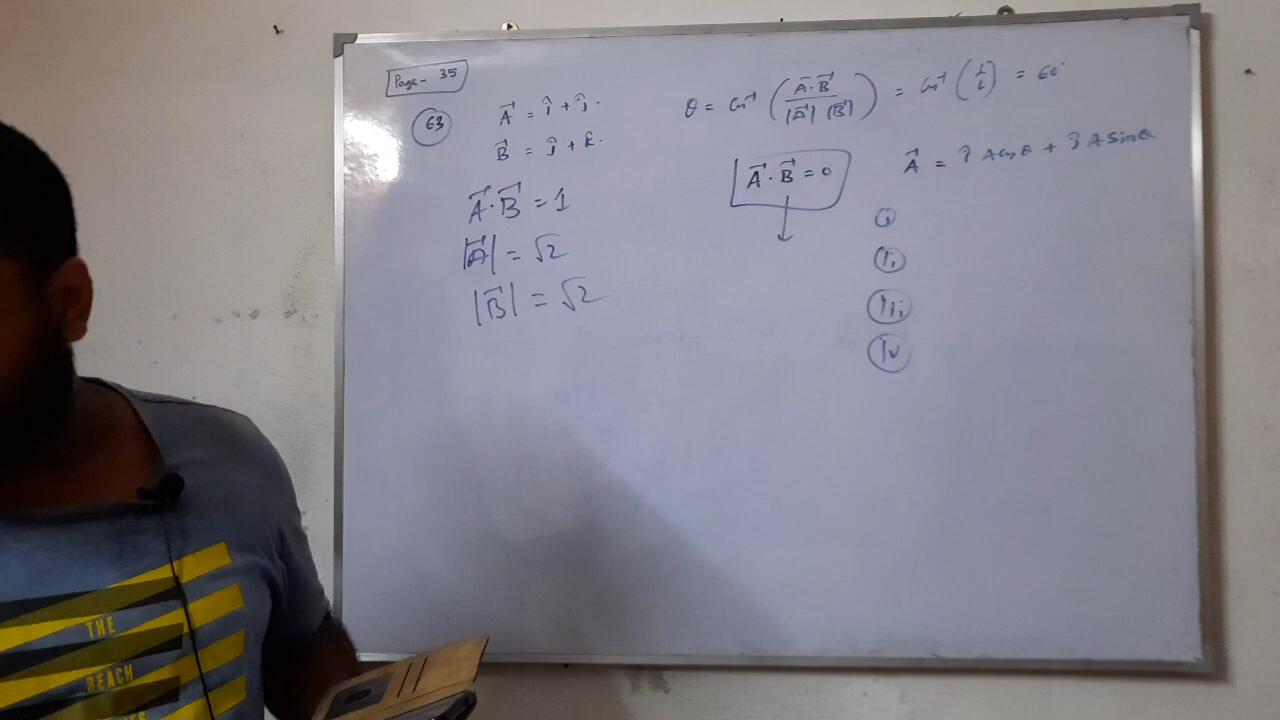 Page - 35
63
A⃗ = î + ĵ.
B⃗ = ĵ + k̂.
A⃗ · B⃗ = 1
|A⃗| = √2
|B⃗| = √2
θ = Cos⁻¹ (A⃗·B⃗ / |A⃗| |B⃗|) = Cos⁻¹ (1/2) = 60°
A⃗ · B⃗ = 0
A⃗ = î A Cos θ + ĵ A Sin θ
i
ii
iii
iv
THE
BEACH